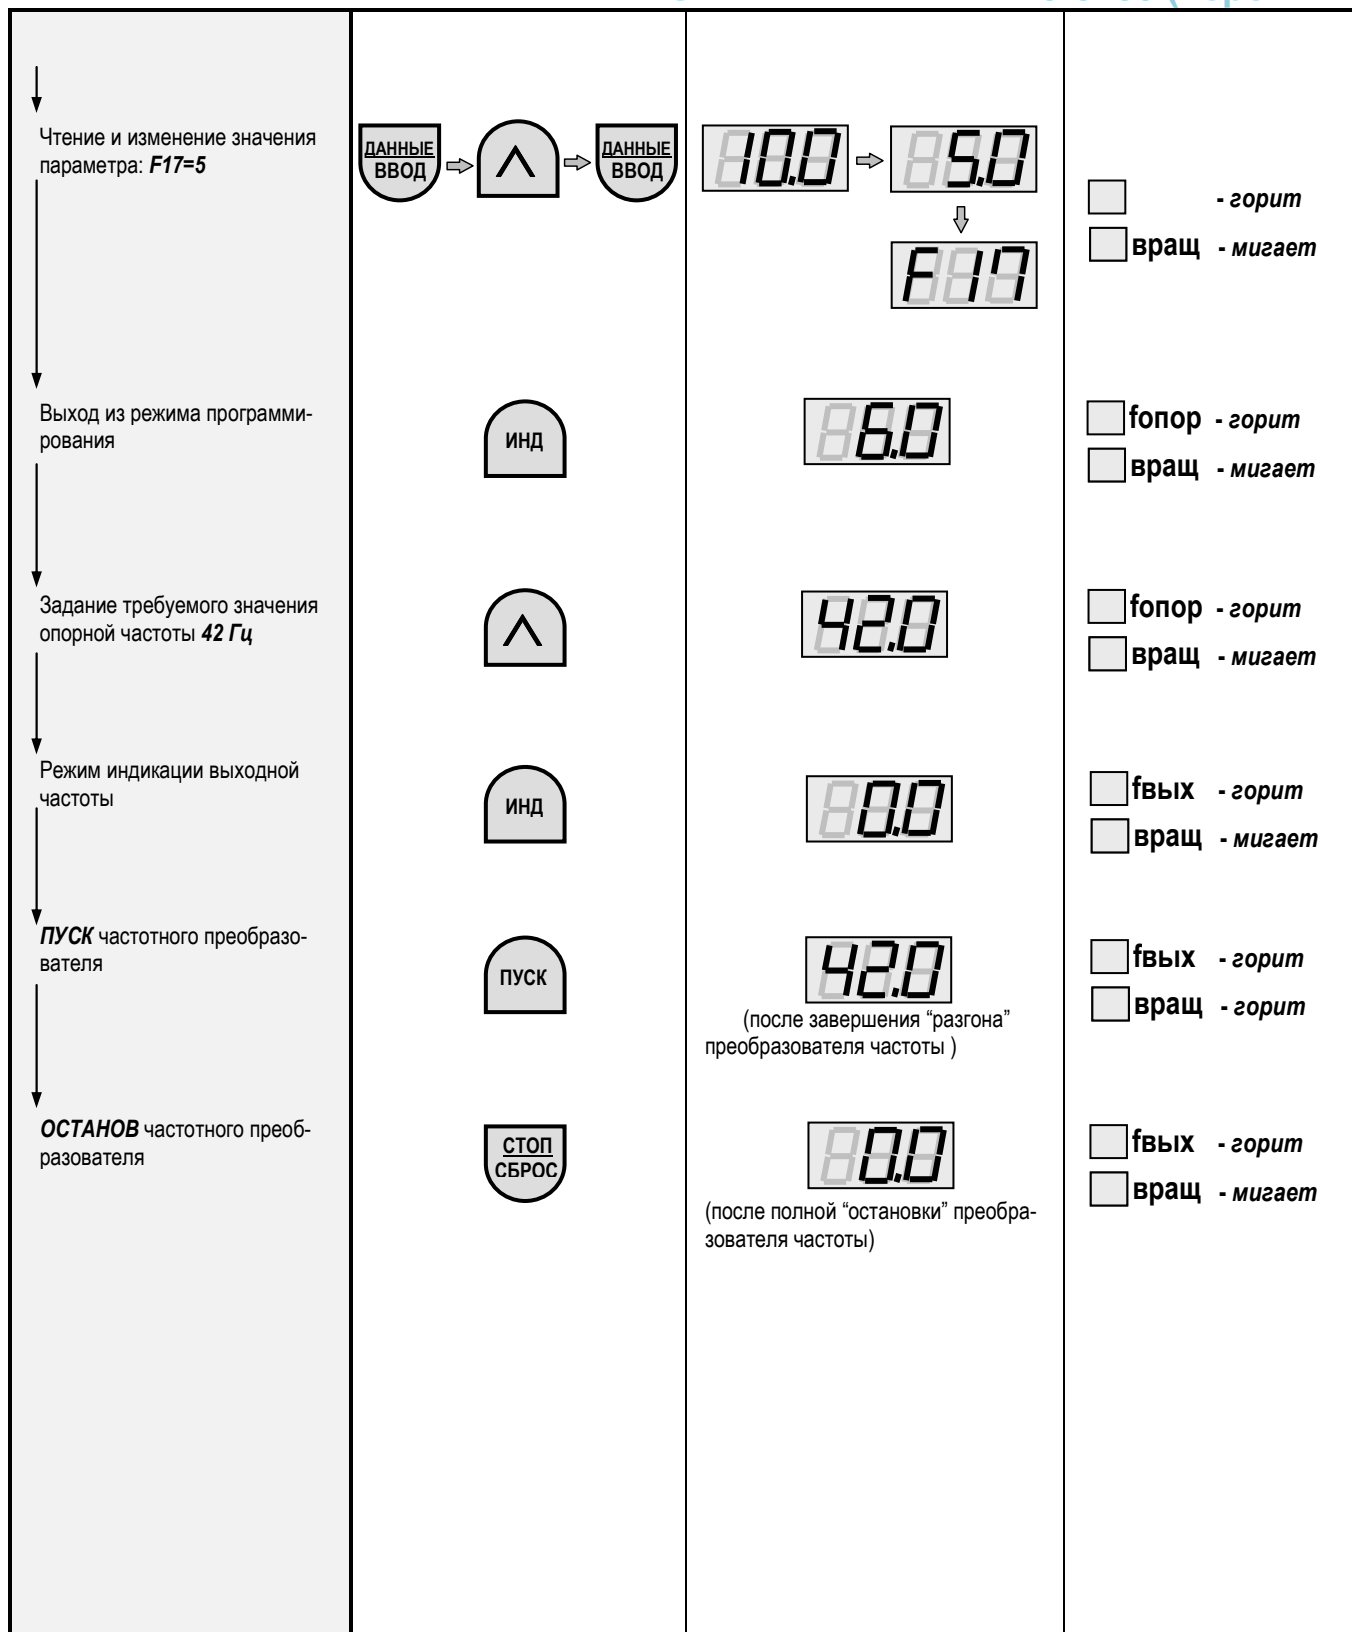 Чтение и изменение значения
параметра: F17=5
ДАННЫЕ
ВВОД
ДАННЫЕ
ВВОД
10.0
5.0
F 17
- горит
вращ - мигает
Выход из режима программи-
рования
ИНД
fопор - горит
вращ - мигает
Задание требуемого значения
опорной частоты 42 Гц
42.0
fопор - горит
вращ - мигает
Режим индикации выходной
частоты
ИНД
0.0
fвых - горит
вращ - мигает
ПУСК частотного преобразо-
вателя
ПУСК
42.0
(после завершения “разгона”
преобразователя частоты )
fвых - горит
вращ - горит
ОСТАНОВ частотного преоб-
разователя
СТОП
СБРОС
0.0
(после полной “остановки” преобра-
зователя частоты)
fвых - горит
вращ - мигает